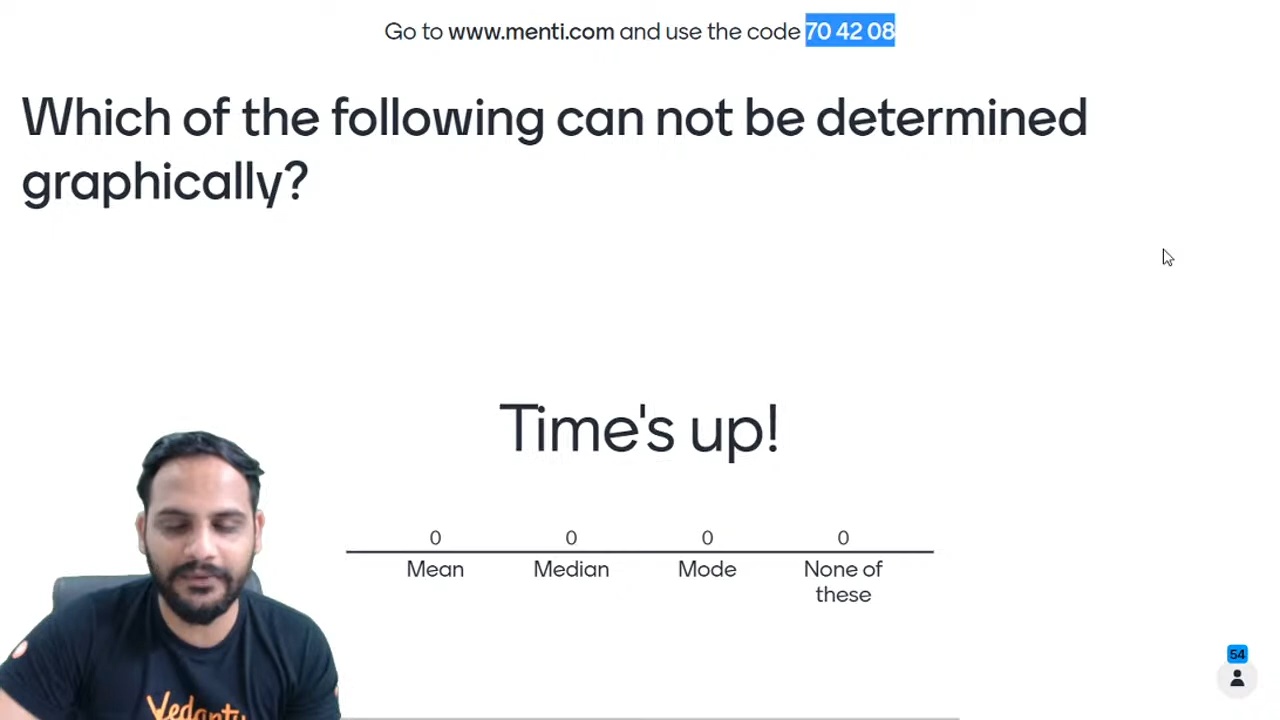 Go to www.menti.com and use the code 70 42 08
Which of the following can not be determined
graphically?
Time's up!
0 0 0 0
Mean Median Mode None of
these
54